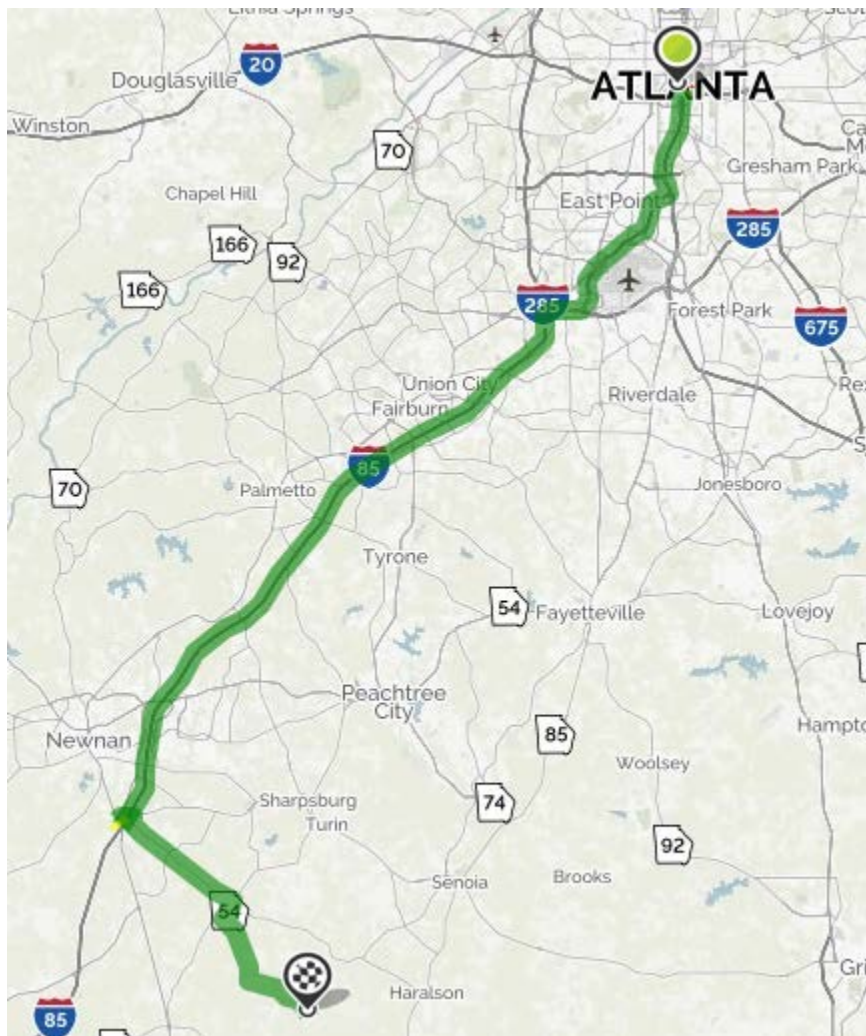 Lithia Springs
20
Douglasville
ATLANTA
Winston
70
Gresham Park
Chapel Hill
East Point
166
92
285
166
285
Forest Park
675
Union City
Riverdale
Fairburn
85
70
Palmetto
Jonesboro
Tyrone
54
Fayetteville
Lovejoy
Peachtree
City
Newnan
85
Hampto
Woolsey
Sharpsburg
74
Turin
92
Senoia
Brooks
54
Gri
Haralson
85